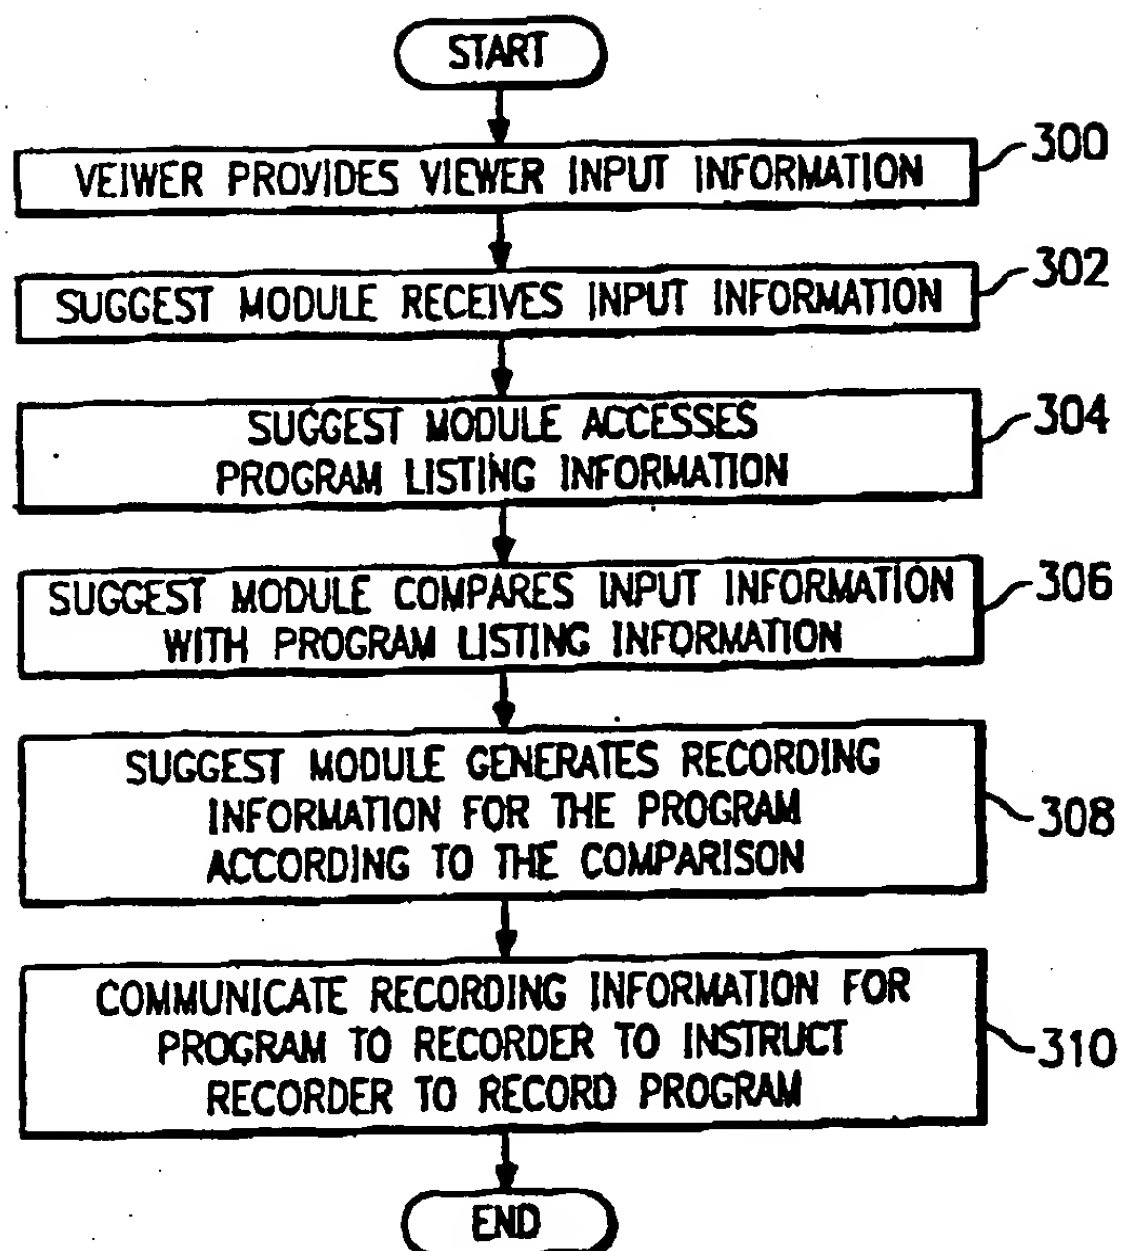 START
VEIWER PROVIDES VIEWER INPUT INFORMATION
300
SUGGEST MODULE RECEIVES INPUT INFORMATION
302
SUGGEST MODULE ACCESSES
PROGRAM LISTING INFORMATION
304
SUGGEST MODULE COMPARES INPUT INFORMATION
WITH PROGRAM LISTING INFORMATION
306
SUGGEST MODULE GENERATES RECORDING
INFORMATION FOR THE PROGRAM
ACCORDING TO THE COMPARISON
308
COMMUNICATE RECORDING INFORMATION FOR
PROGRAM TO RECORDER TO INSTRUCT
RECORDER TO RECORD PROGRAM
310
END